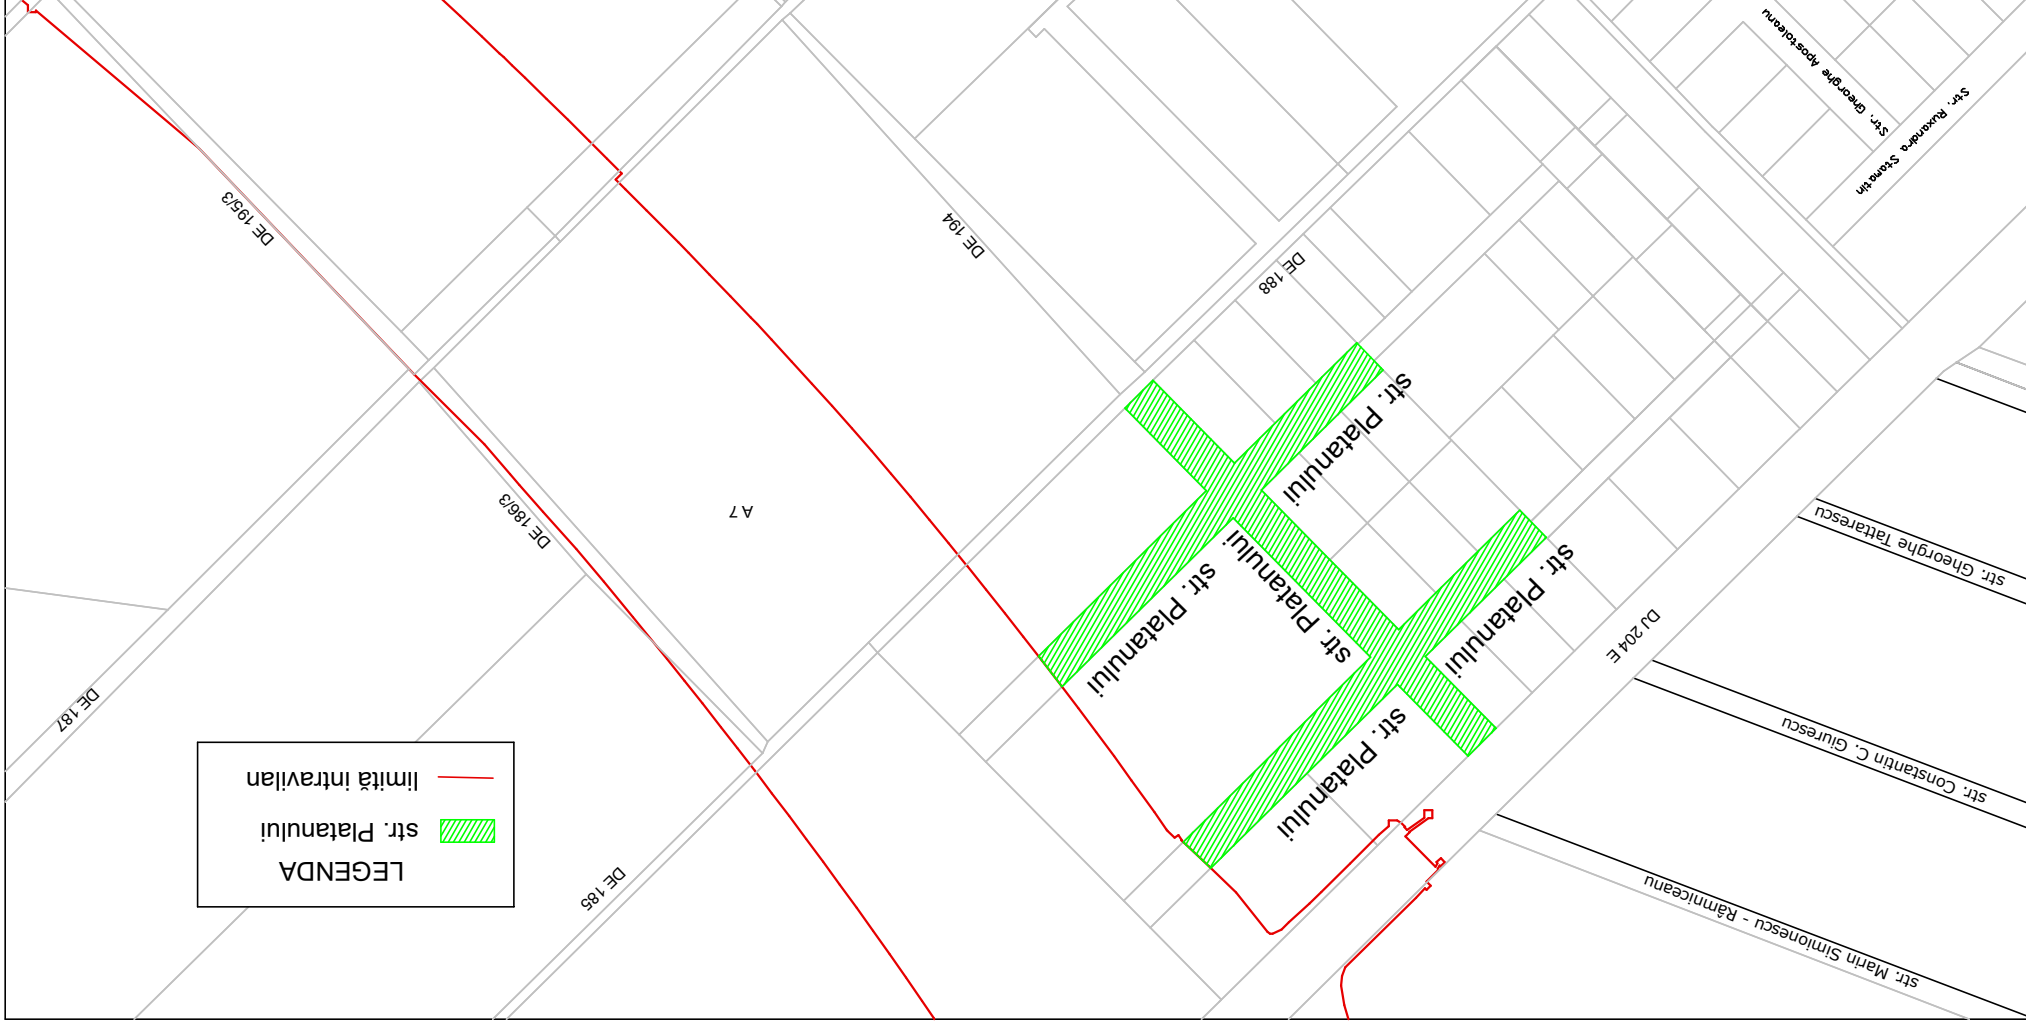 str. Marin Simionescu - Râmniceanu
DE 185
LEGENDA
str. Platanului
limită intravilan
str. Constantin C. Giurescu
str. Platanului
DE 187
DJ 204 E
str. Platanului
str. Platanului
str. Platanului
str. Gheorghe Tattarescu
DE 186/3
A 7
str. Platanului
DE 188
DE 194
DE 195/3
Str. Ruxandra Stamatin
Str. Gheorghe Apostoleanu